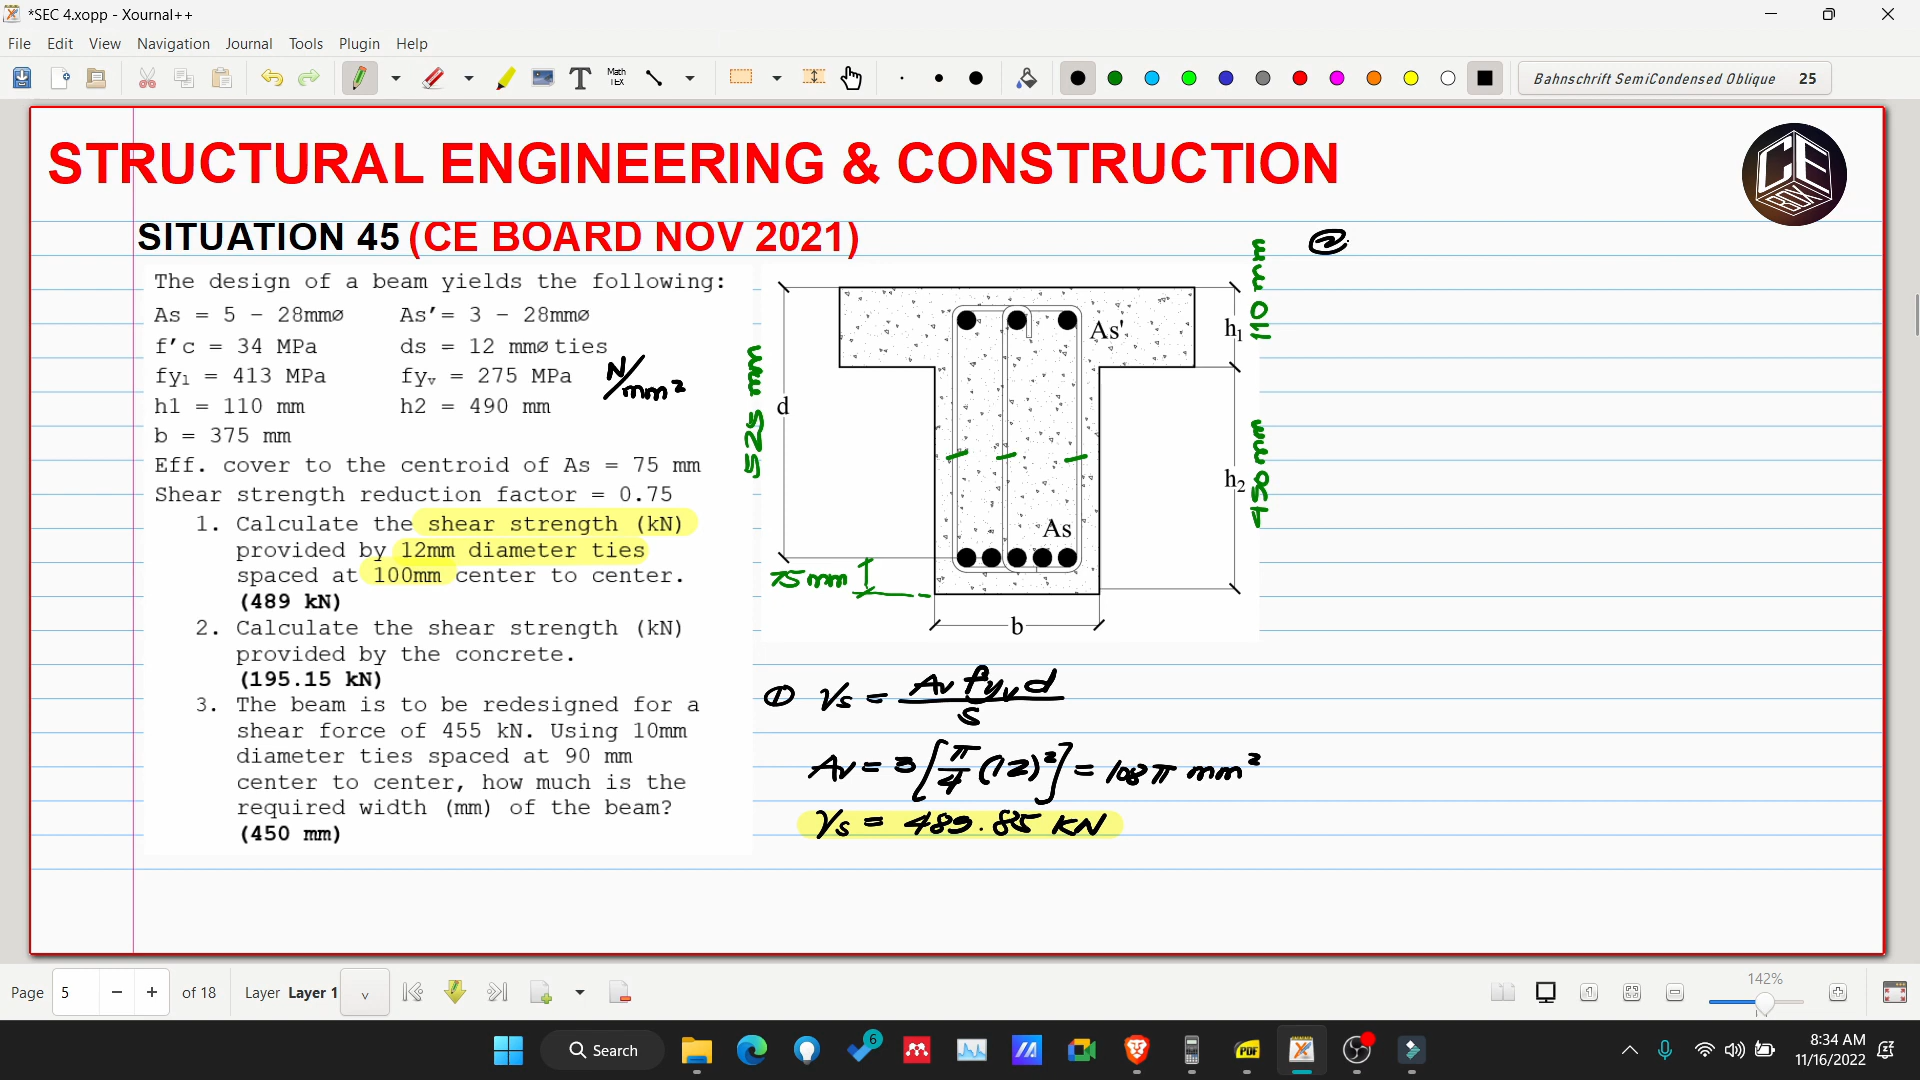 *SEC 4.xopp - Xournal++
File Edit View Navigation Journal Tools Plugin Help
Math TEX
Bahnschrift SemiCondensed Oblique 25
STRUCTURAL ENGINEERING & CONSTRUCTION
CE BOX
SITUATION 45 (CE BOARD NOV 2021)
The design of a beam yields the following:
As = 5 - 28mmø As'= 3 - 28mmø
f'c = 34 MPa ds = 12 mmø ties
fyₗ = 413 MPa fyᵥ = 275 MPa N/mm²
h1 = 110 mm h2 = 490 mm
b = 375 mm
Eff. cover to the centroid of As = 75 mm
Shear strength reduction factor = 0.75
1. Calculate the shear strength (kN)
provided by 12mm diameter ties
spaced at 100mm center to center.
(489 kN)
2. Calculate the shear strength (kN)
provided by the concrete.
(195.15 kN)
3. The beam is to be redesigned for a
shear force of 455 kN. Using 10mm
diameter ties spaced at 90 mm
center to center, how much is the
required width (mm) of the beam?
(450 mm)
525 mm
d
As'
As
75 mm
b
h₁
110 mm
h₂
490 mm
① Vs = Av fyv d / s
Av = 3 [π/4 (12)²] = 108π mm²
Vs = 489.85 KN
②
Page 5 of 18 Layer Layer 1 142%
Search
6
PDF
8:34 AM
11/16/2022